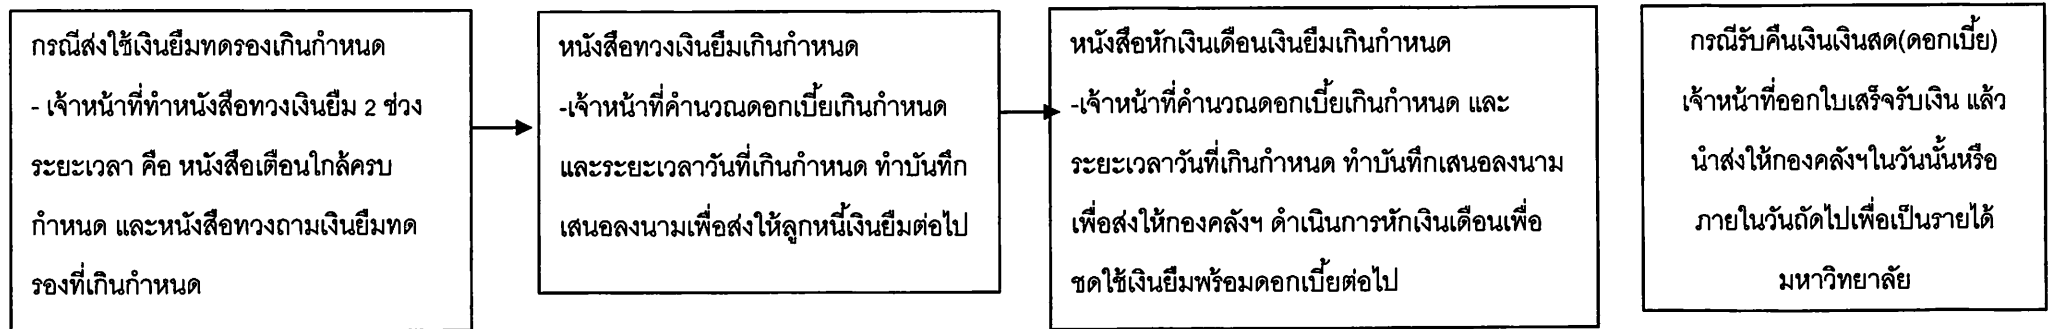 กรณีส่งใช้เงินยืมทดรองเกินกำหนด
- เจ้าหน้าที่ทำหนังสือทวงเงินยืม 2 ช่วง
ระยะเวลา คือ หนังสือเตือนใกล้ครบ
กำหนด และหนังสือทวงถามเงินยืมทด
รองที่เกินกำหนด
หนังสือทวงเงินยืมเกินกำหนด
-เจ้าหน้าที่คำนวณดอกเบี้ยเกินกำหนด
และระยะเวลาวันที่เกินกำหนด ทำบันทึก
เสนอลงนามเพื่อส่งให้ลูกหนี้เงินยืมต่อไป
หนังสือหักเงินเดือนเงินยืมเกินกำหนด
-เจ้าหน้าที่คำนวณดอกเบี้ยเกินกำหนด และ
ระยะเวลาวันที่เกินกำหนด ทำบันทึกเสนอลงนาม
เพื่อส่งให้กองคลังฯ ดำเนินการหักเงินเดือนเพื่อ
ชดใช้เงินยืมพร้อมดอกเบี้ยต่อไป
กรณีรับคืนเงินเงินสด(ดอกเบี้ย)
เจ้าหน้าที่ออกใบเสร็จรับเงิน แล้ว
นำส่งให้กองคลังฯในวันนั้นหรือ
ภายในวันถัดไปเพื่อเป็นรายได้
มหาวิทยาลัย